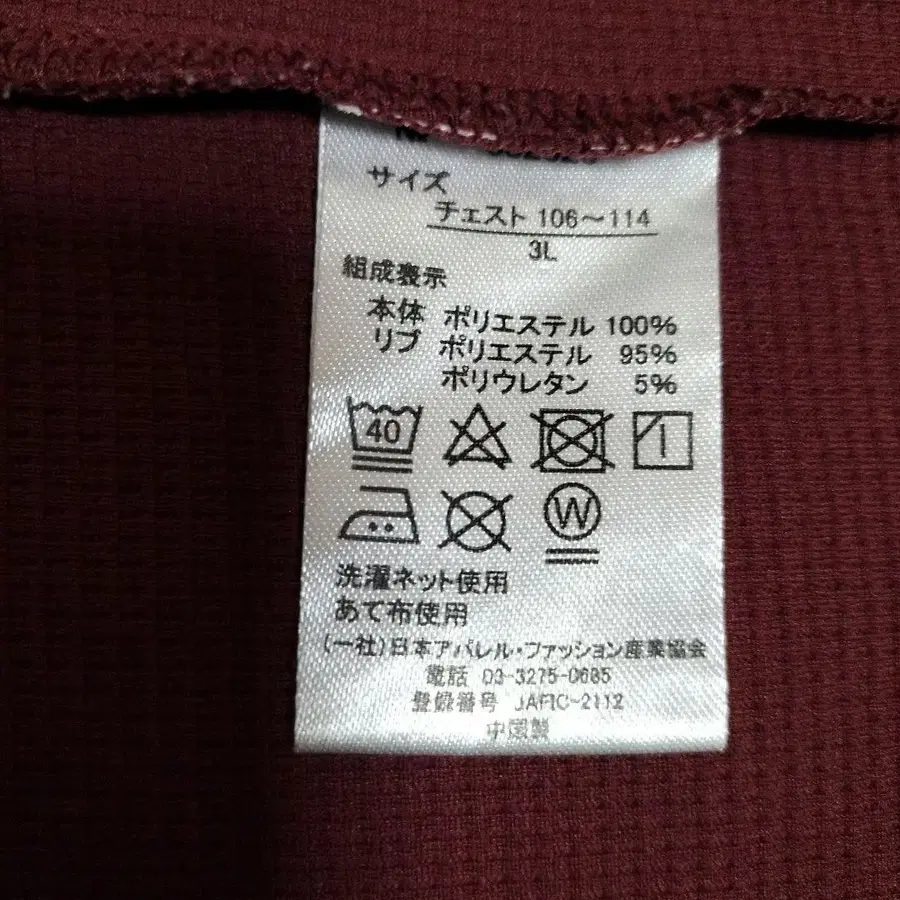 サイズ
チェスト 106～114
3L
組成表示
本体 ポリエステル 100%
リブ ポリエステル 95%
ポリウレタン 5%
40
W
洗濯ネット使用
あて布使用
(一社)日本アパレル・ファッション産業協会
電話 03-3275-0685
登録番号 JAFIC-2112
中国製